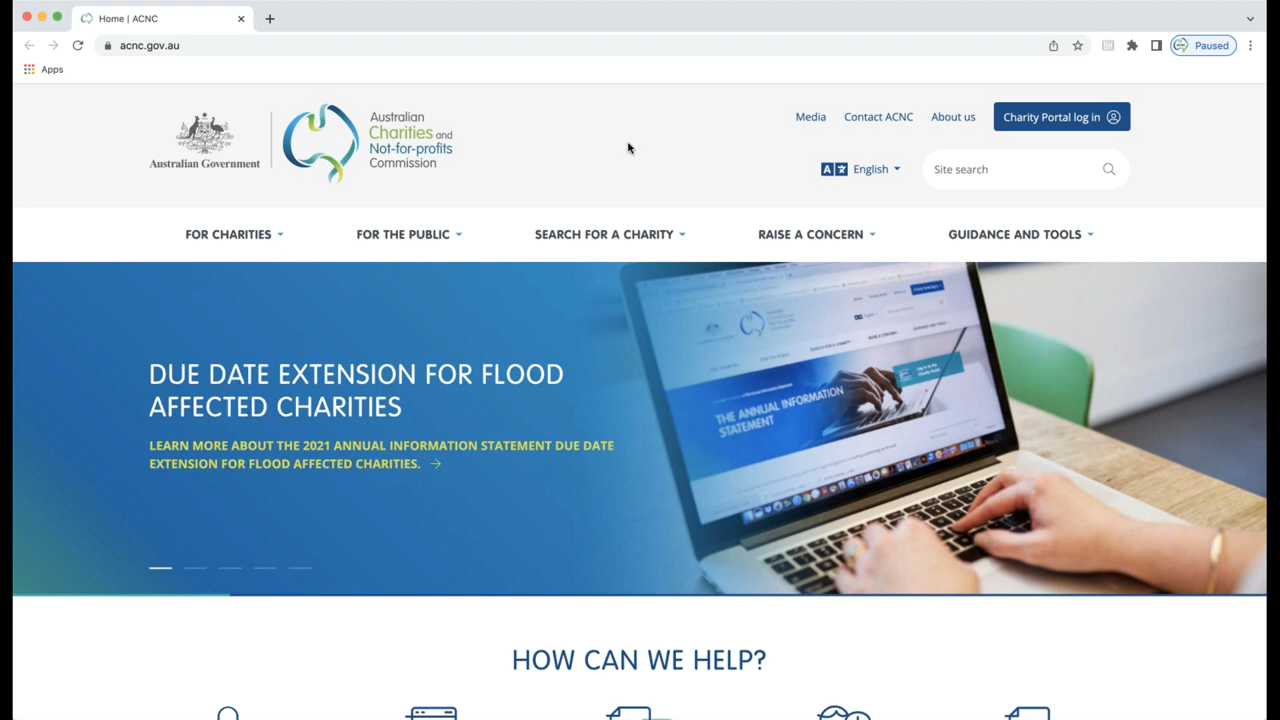 Home | ACNC
acnc.gov.au
Paused
Apps
Australian Government
Australian
Charities and
Not-for-profits
Commission
Media
Contact ACNC
About us
Charity Portal log in
English
Site search
FOR CHARITIES
FOR THE PUBLIC
SEARCH FOR A CHARITY
RAISE A CONCERN
GUIDANCE AND TOOLS
DUE DATE EXTENSION FOR FLOOD
AFFECTED CHARITIES
LEARN MORE ABOUT THE 2021 ANNUAL INFORMATION STATEMENT DUE DATE
EXTENSION FOR FLOOD AFFECTED CHARITIES.
THE ANNUAL INFORMATION
STATEMENT
HOW CAN WE HELP?